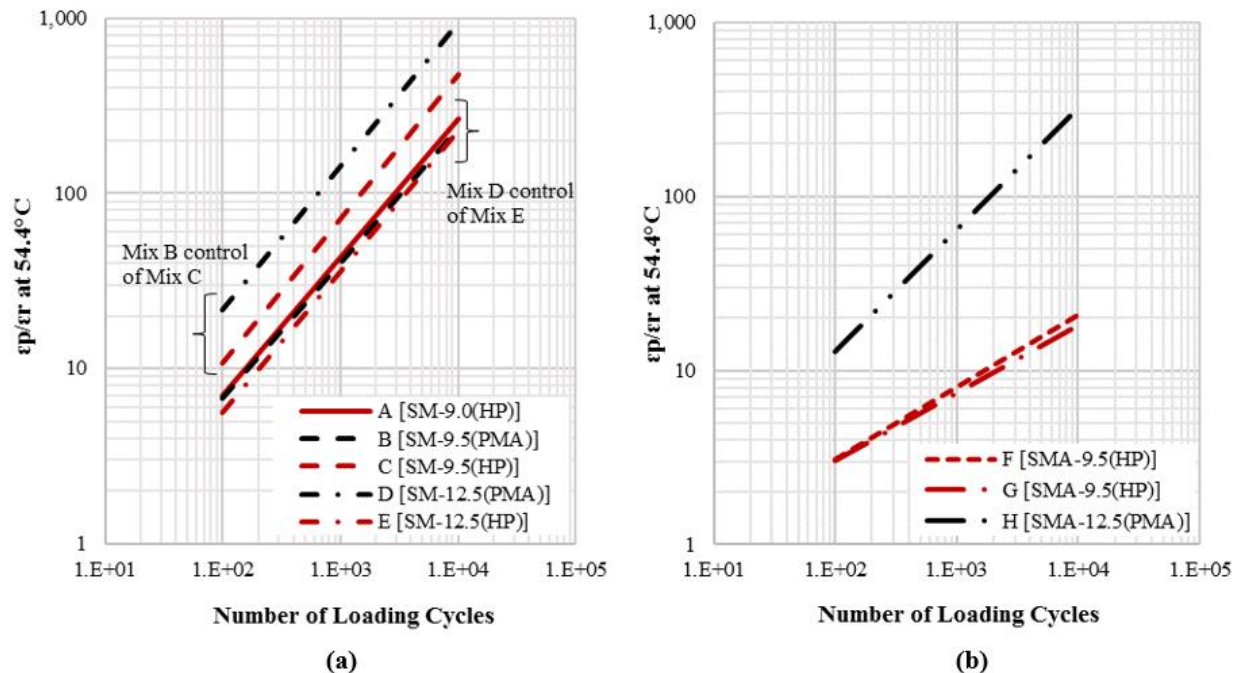 1,000
100
10
1
εp/εr at 54.4°C
Mix B control
of Mix C
Mix D control
of Mix E
A [SM-9.0(HP)]
B [SM-9.5(PMA)]
C [SM-9.5(HP)]
D [SM-12.5(PMA)]
E [SM-12.5(HP)]
1.E+01 1.E+02 1.E+03 1.E+04 1.E+05
Number of Loading Cycles
(a)
1,000
100
10
1
εp/εr at 54.4°C
F [SMA-9.5(HP)]
G [SMA-9.5(HP)]
H [SMA-12.5(PMA)]
1.E+01 1.E+02 1.E+03 1.E+04 1.E+05
Number of Loading Cycles
(b)